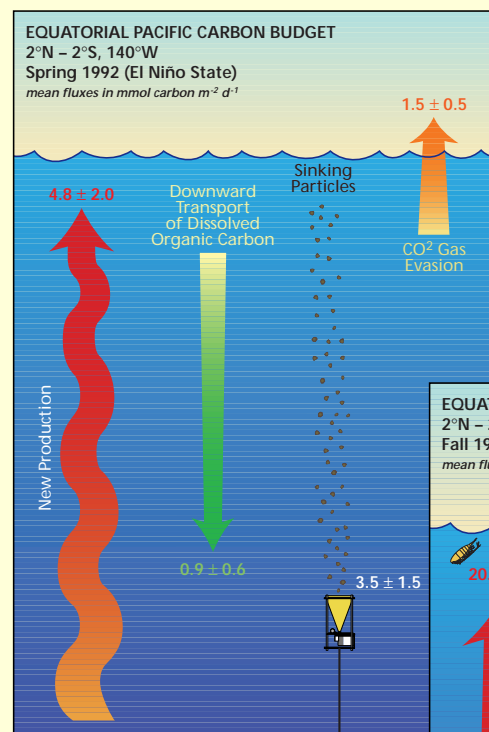 EQUATORIAL PACIFIC CARBON BUDGET
2°N – 2°S, 140°W
Spring 1992 (El Niño State)
mean fluxes in mmol carbon m⁻² d⁻¹
1.5 ± 0.5
Sinking
Particles
4.8 ± 2.0
Downward
Transport
of Dissolved
Organic Carbon
CO² Gas
Evasion
New Production
0.9 ± 0.6
3.5 ± 1.5
2°N –
Fall 19
mean
20